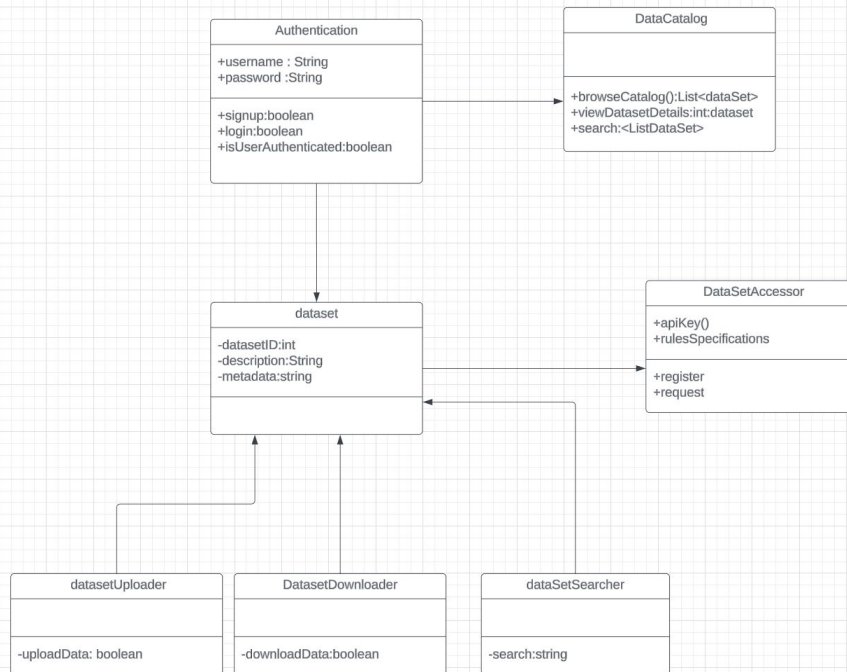 Authentication
+username : String
+password :String
+signup:boolean
+login:boolean
+isUserAuthenticated:boolean
DataCatalog
+browseCatalog():List<dataSet>
+viewDatasetDetails:int:dataset
+search:<ListDataSet>
dataset
-datasetID:int
-description:String
-metadata:string
DataSetAccessor
+apiKey()
+rulesSpecifications
+register
+request
datasetUploader
-uploadData: boolean
DatasetDownloader
-downloadData:boolean
dataSetSearcher
-search:string